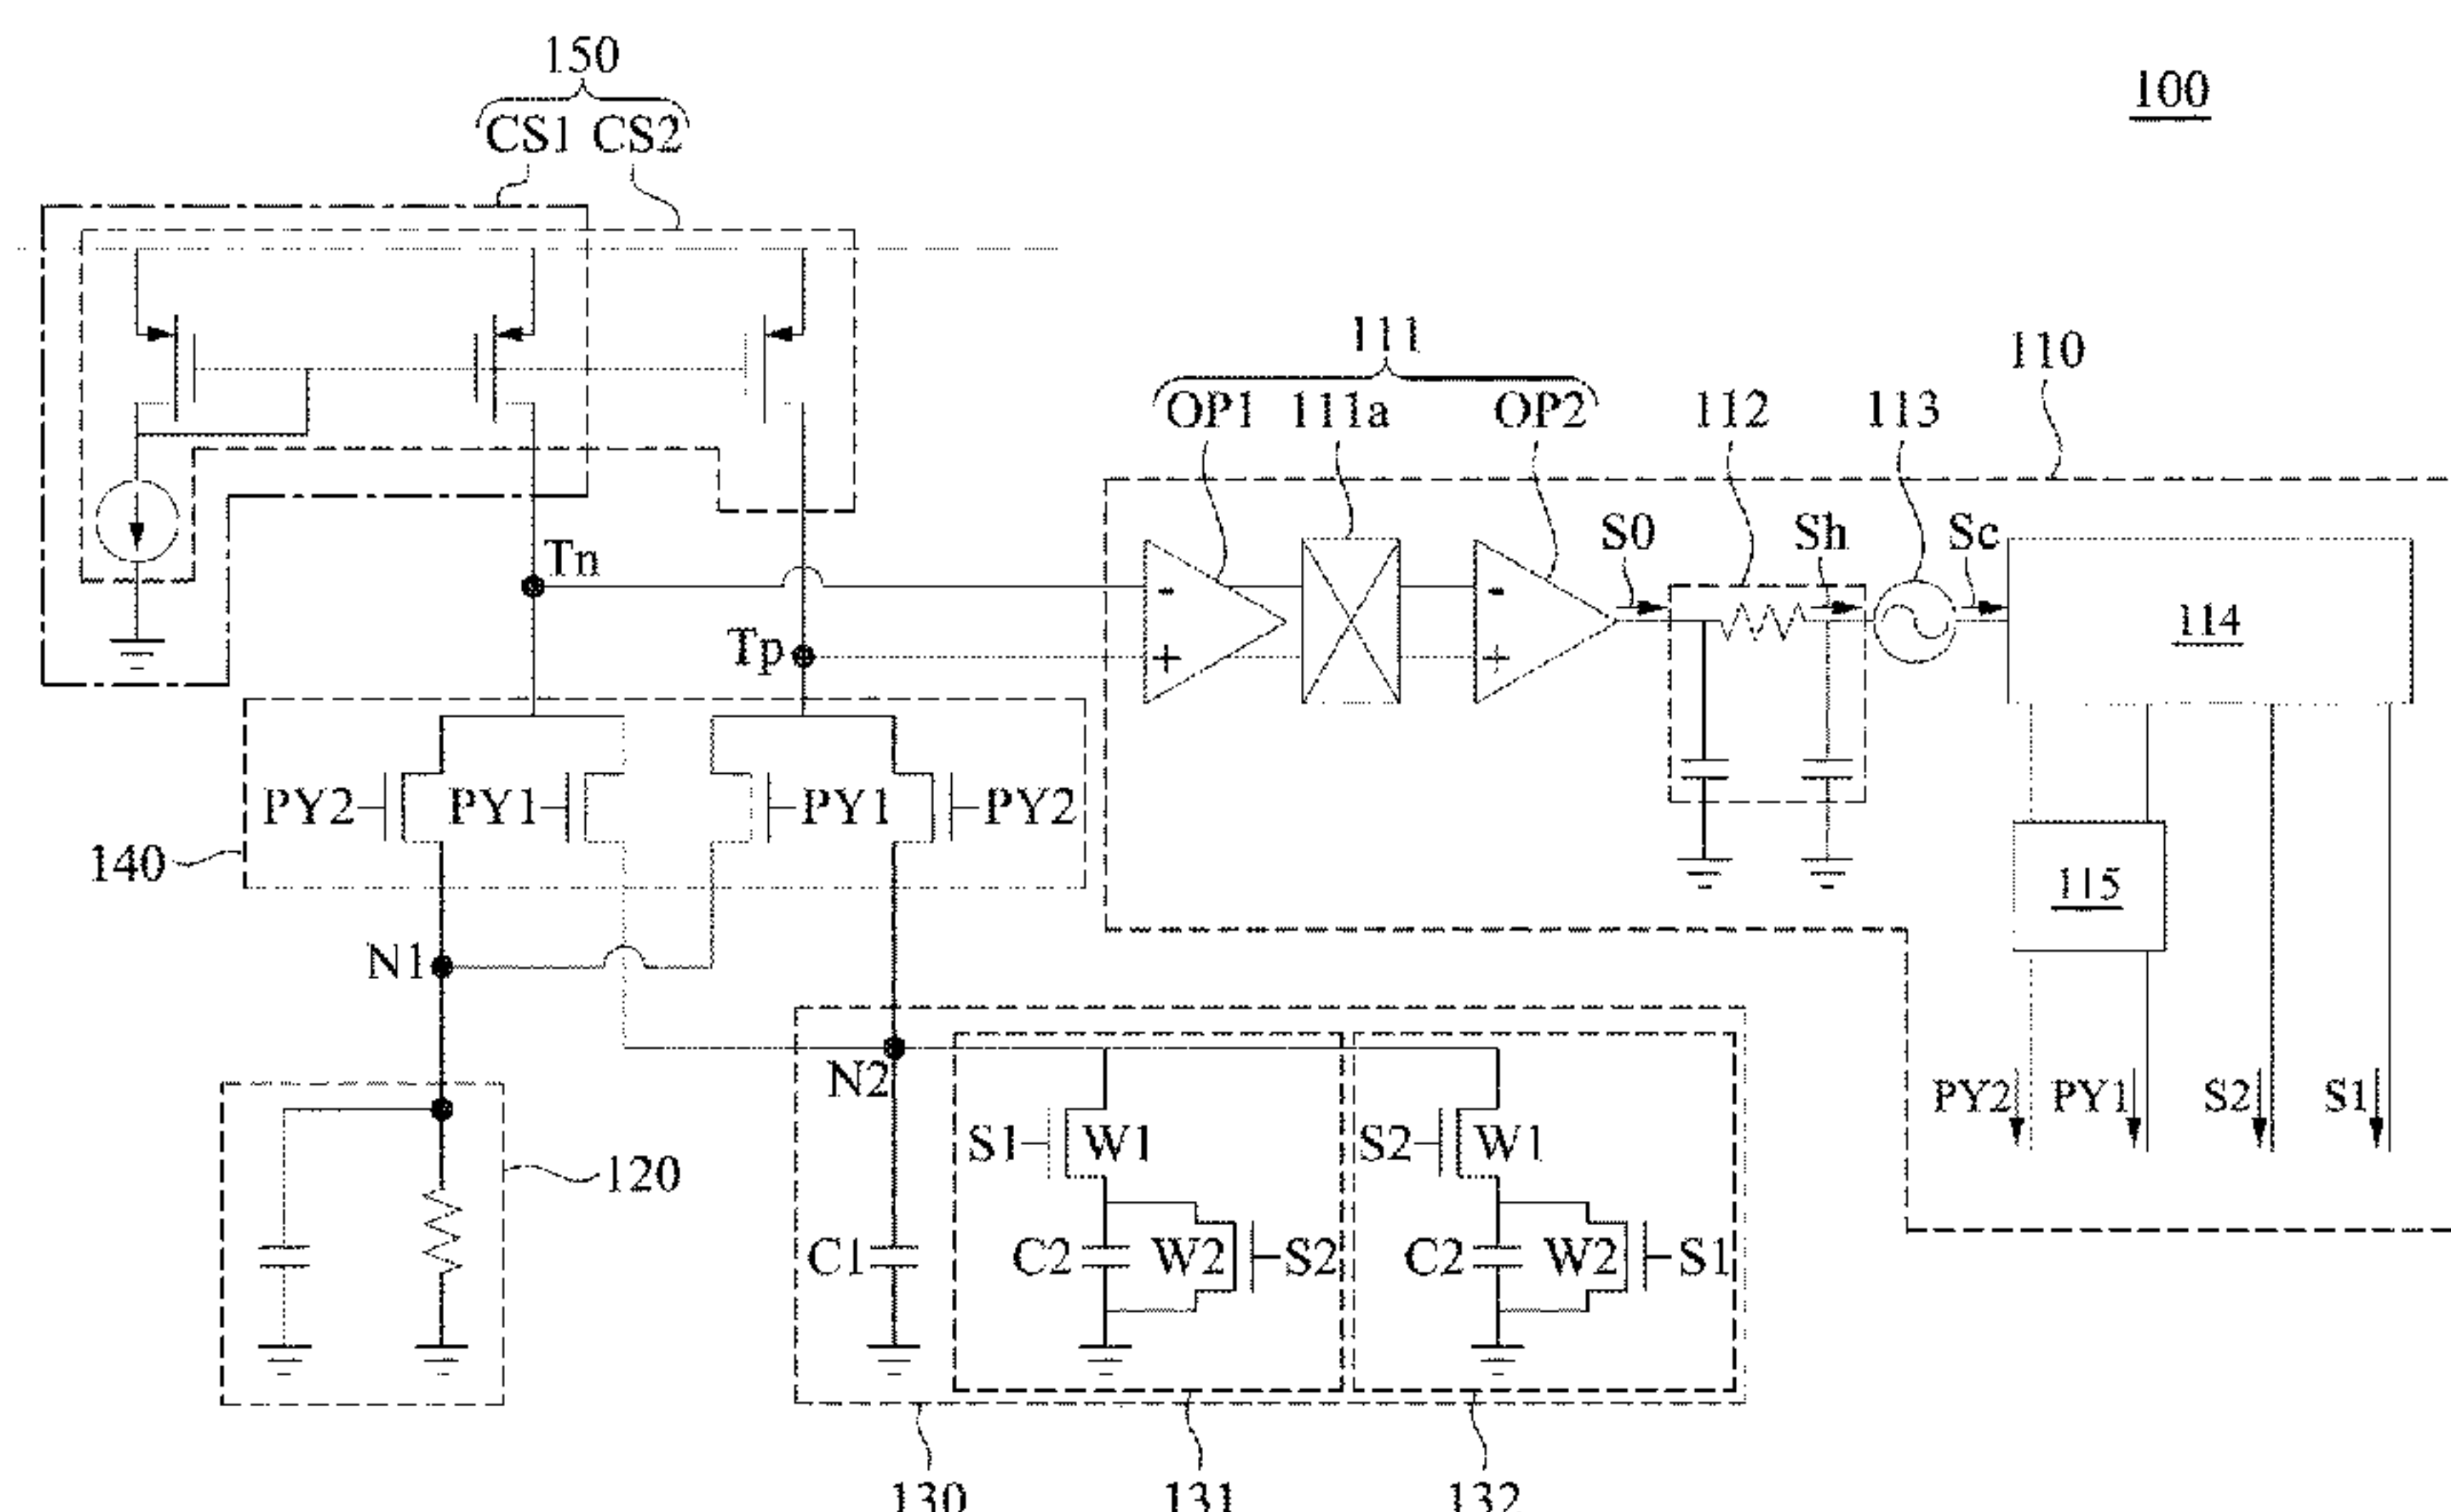 150
100
CS1 CS2
111
110
OP1 111a OP2 112 113
S0 Sh Sc
Tn
114
Tp
- -
+ +
PY2 PY1 PY1 PY2
140
115
N1
N2
PY2 PY1 S2 S1
S1 W1 S2 W1
120
C1 C2 W2 S2 C2 W2 S1
130 131 132